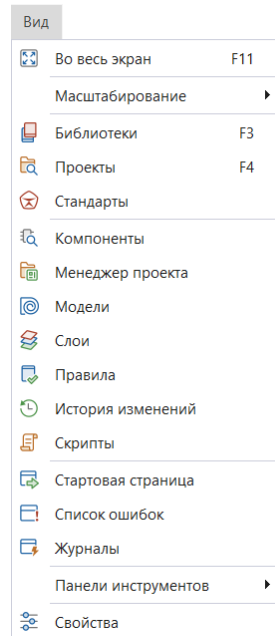 Вид
Во весь экран F11
Масштабирование
Библиотеки F3
Проекты F4
Стандарты
Компоненты
Менеджер проекта
Модели
Слои
Правила
История изменений
Скрипты
Стартовая страница
Список ошибок
Журналы
Панели инструментов
Свойства